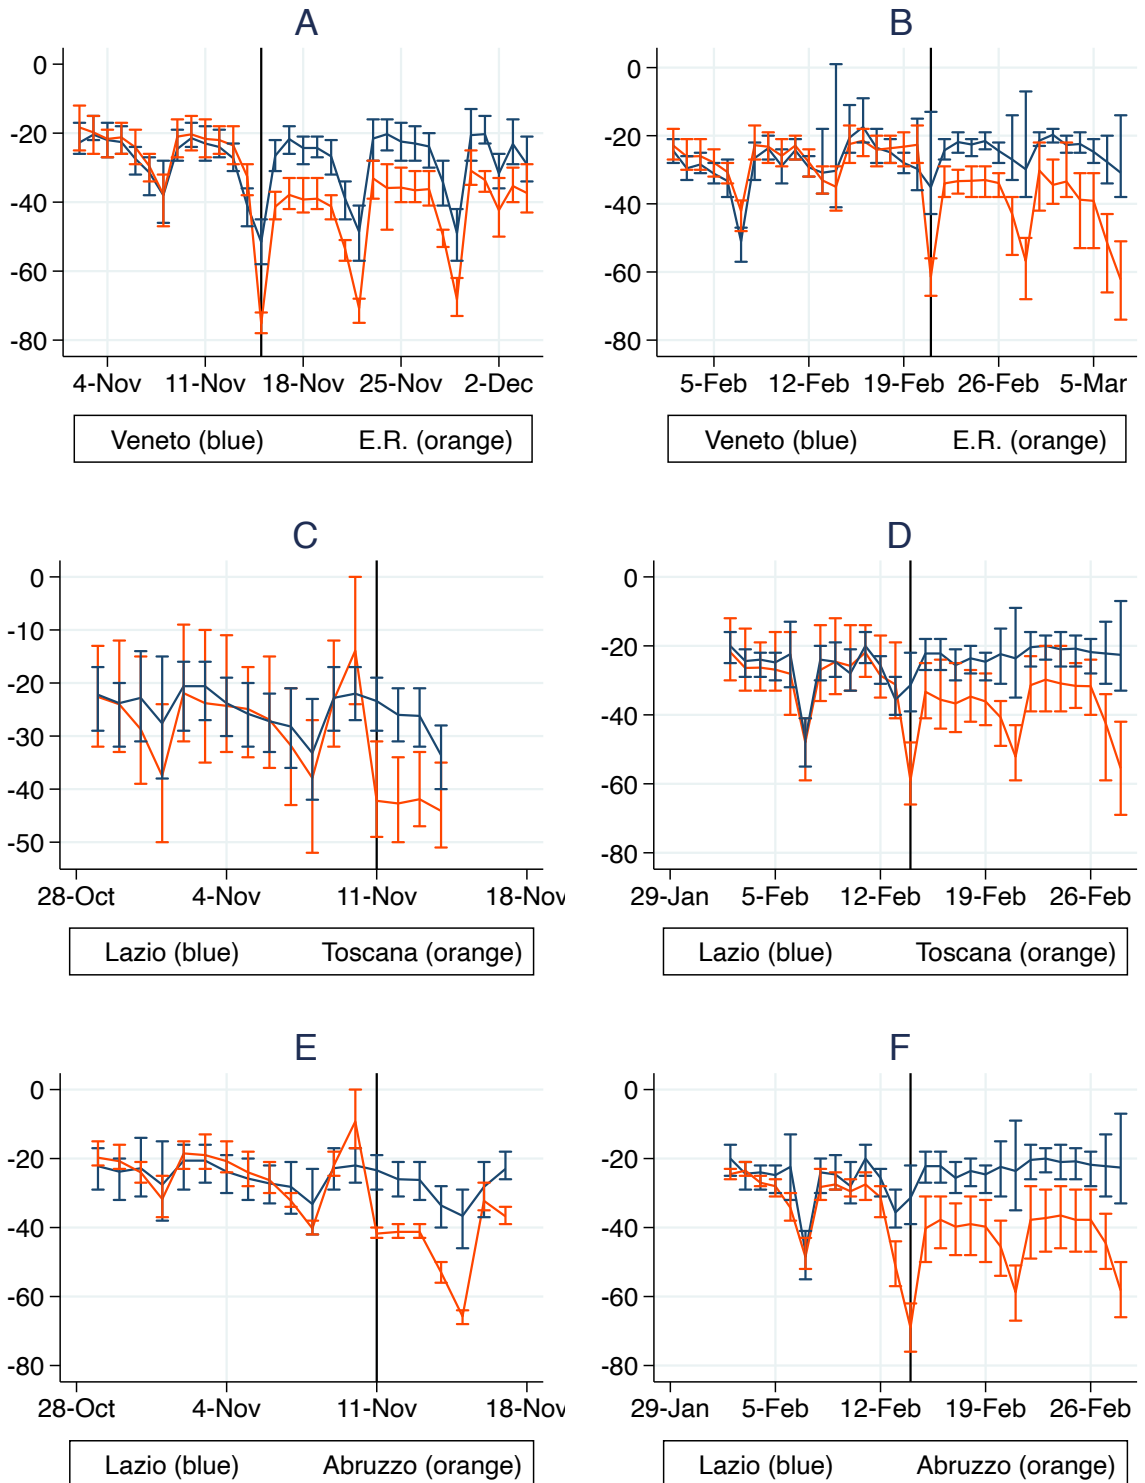 A
0
-20
-40
-60
-80
4-Nov 11-Nov 18-Nov 25-Nov 2-Dec
Veneto (blue) E.R. (orange)
B
0
-20
-40
-60
-80
5-Feb 12-Feb 19-Feb 26-Feb 5-Mar
Veneto (blue) E.R. (orange)
C
0
-10
-20
-30
-40
-50
28-Oct 4-Nov 11-Nov 18-Nov
Lazio (blue) Toscana (orange)
D
0
-20
-40
-60
-80
29-Jan 5-Feb 12-Feb 19-Feb 26-Feb
Lazio (blue) Toscana (orange)
E
0
-20
-40
-60
-80
28-Oct 4-Nov 11-Nov 18-Nov
Lazio (blue) Abruzzo (orange)
F
0
-20
-40
-60
-80
29-Jan 5-Feb 12-Feb 19-Feb 26-Feb
Lazio (blue) Abruzzo (orange)